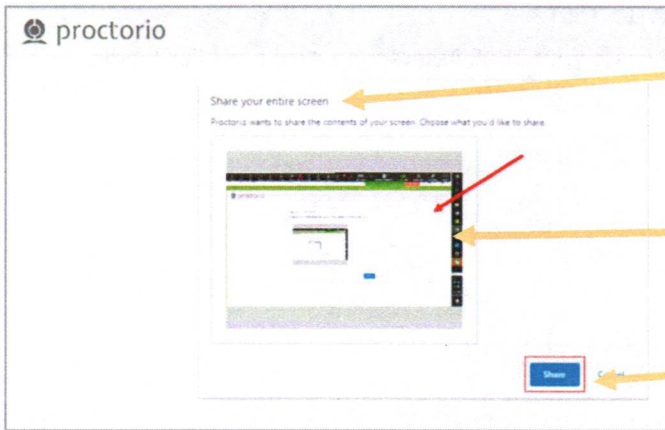 proctorio
Share your entire screen
Proctorio wants to share the contents of your screen. Choose what you'd like to share.
proctorio
Share
Cancel